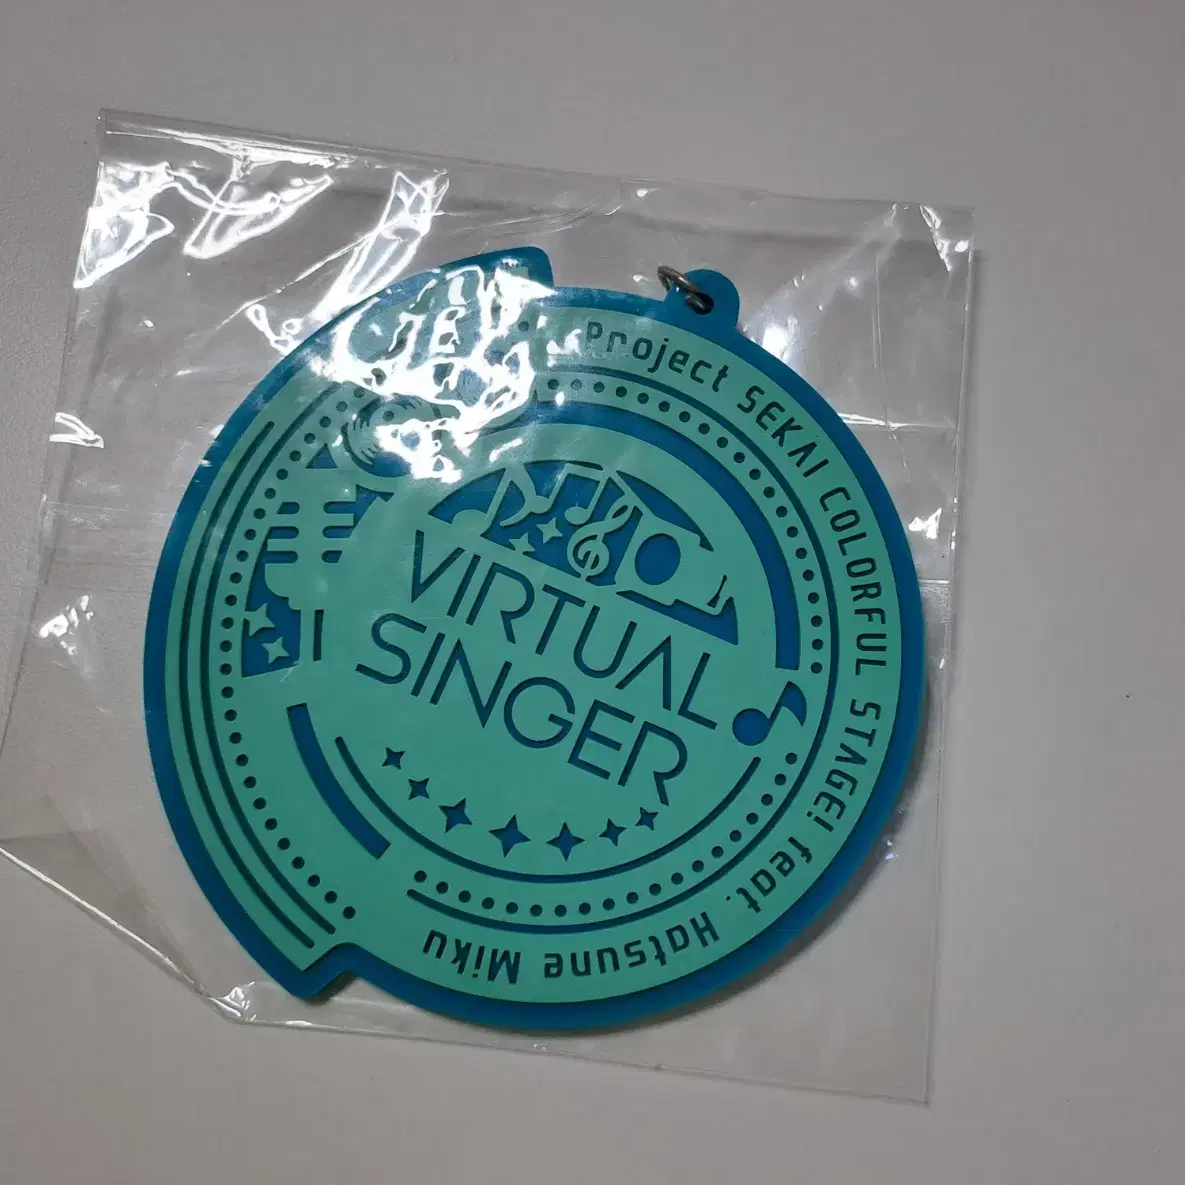 Project SEKAI COLORFUL STAGE! feat. Hatsune Miku
VIRTUAL
SINGER